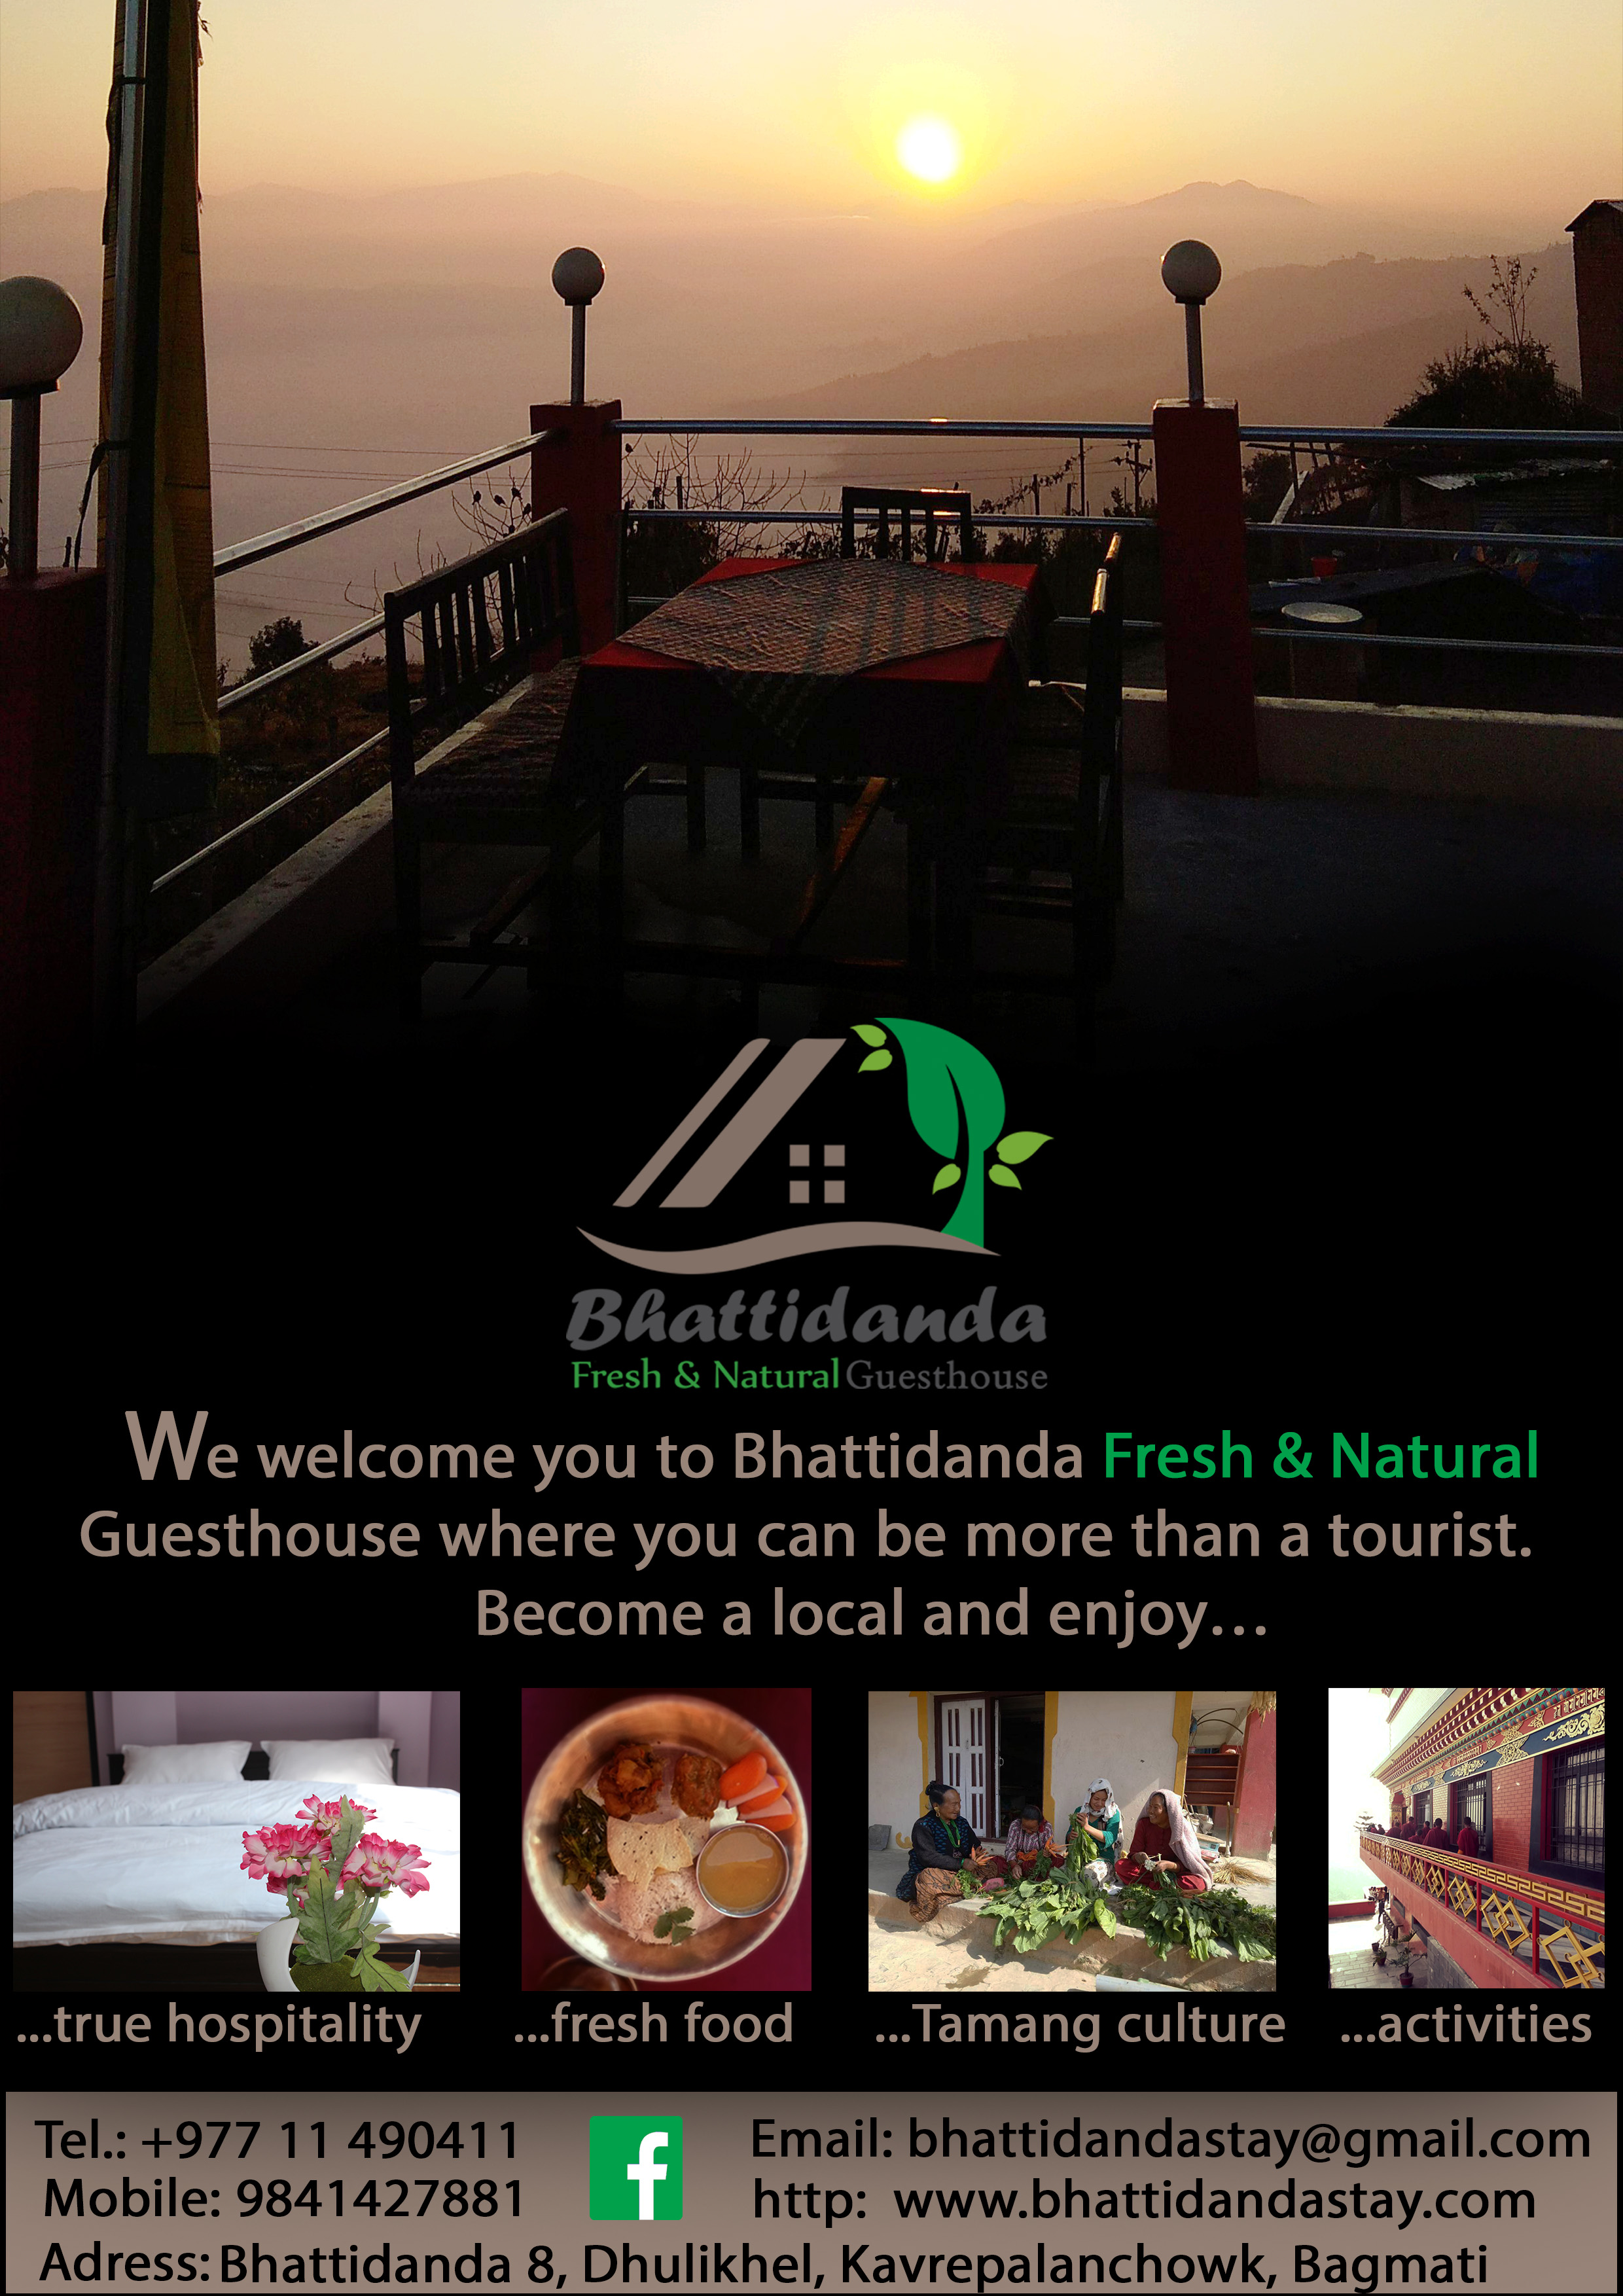 Bhattidanda
Fresh & Natural Guesthouse
We welcome you to Bhattidanda Fresh & Natural
Guesthouse where you can be more than a tourist.
Become a local and enjoy...
...true hospitality
...fresh food
...Tamang culture
...activities
Tel.: +977 11 490411
Mobile: 9841427881
f
Email: bhattidandastay@gmail.com
http: www.bhattidandastay.com
Adress: Bhattidanda 8, Dhulikhel, Kavrepalanchowk, Bagmati